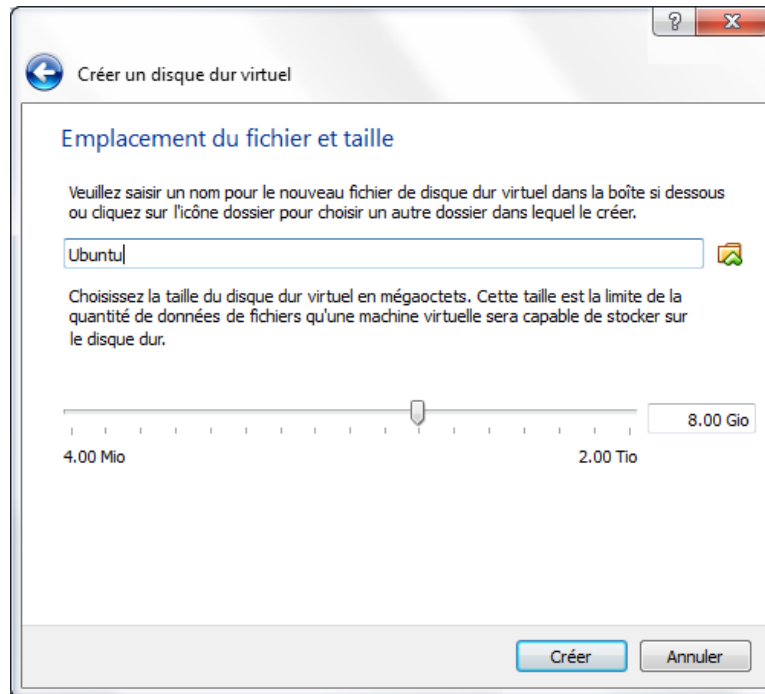 Créer un disque dur virtuel
Emplacement du fichier et taille
Veuillez saisir un nom pour le nouveau fichier de disque dur virtuel dans la boîte si dessous
ou cliquez sur l'icône dossier pour choisir un autre dossier dans lequel le créer.
Ubuntu
Choisissez la taille du disque dur virtuel en mégaoctets. Cette taille est la limite de la
quantité de données de fichiers qu'une machine virtuelle sera capable de stocker sur
le disque dur.
8.00 Gio
4.00 Mio 2.00 Tio
Créer Annuler